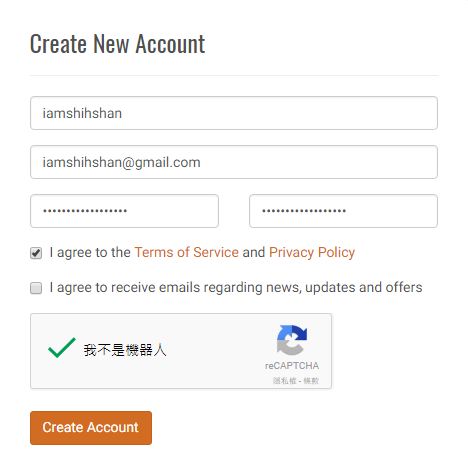 Create New Account
iamshihshan
iamshihshan@gmail.com
•••••••••••••••••• ••••••••••••••••••
I agree to the Terms of Service and Privacy Policy
I agree to receive emails regarding news, updates and offers
我不是機器人
reCAPTCHA
隱私權 - 條款
Create Account